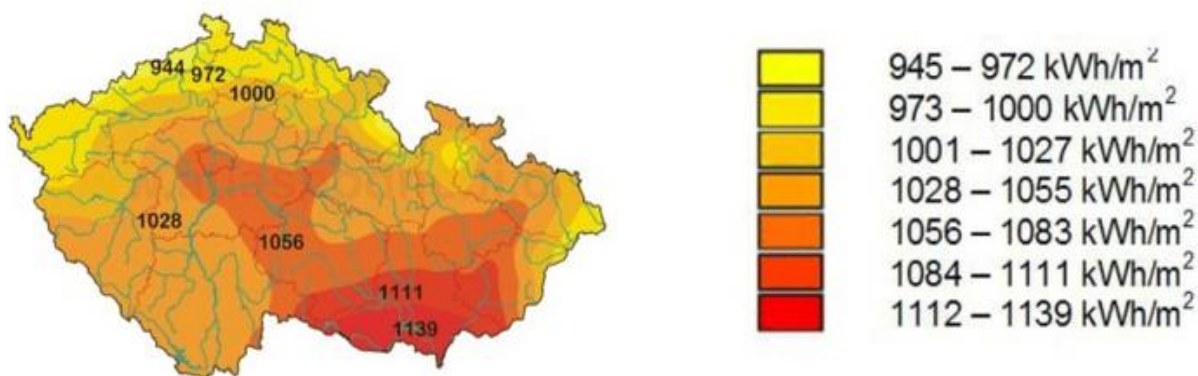 944
972
1000
1028
1056
1111
1139
945 – 972 kWh/m²
973 – 1000 kWh/m²
1001 – 1027 kWh/m²
1028 – 1055 kWh/m²
1056 – 1083 kWh/m²
1084 – 1111 kWh/m²
1112 – 1139 kWh/m²